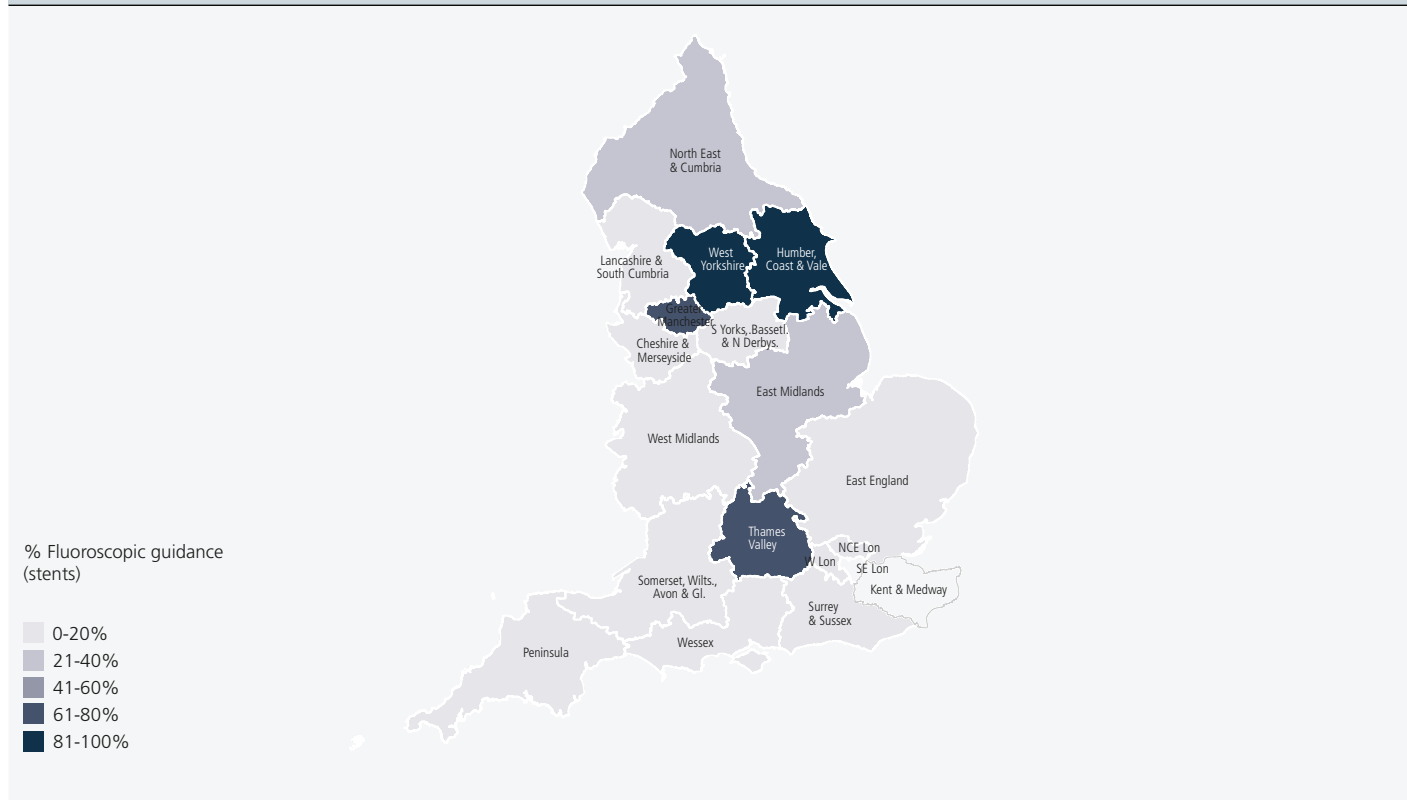 North East
& Cumbria
West
Yorkshire
Humber,
Coast & Vale
Lancashire &
South Cumbria
Greater
Manchester
S Yorks,.Bassetl.
& N Derbys.
Cheshire &
Merseyside
East Midlands
West Midlands
East England
Thames
Valley
NCE Lon
W Lon
SE Lon
Kent & Medway
Somerset, Wilts.,
Avon & Gl.
Surrey
& Sussex
Wessex
Peninsula
% Fluoroscopic guidance
(stents)
0-20%
21-40%
41-60%
61-80%
81-100%